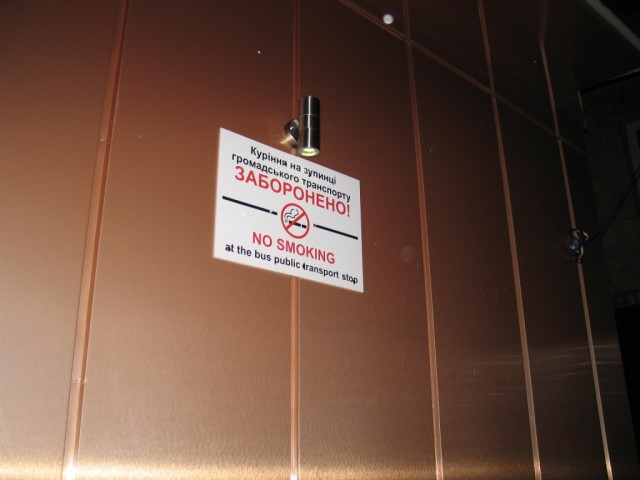 Куріння на зупинці
громадського транспорту
ЗАБОРОНЕНО!
NO SMOKING
at the bus public transport stop